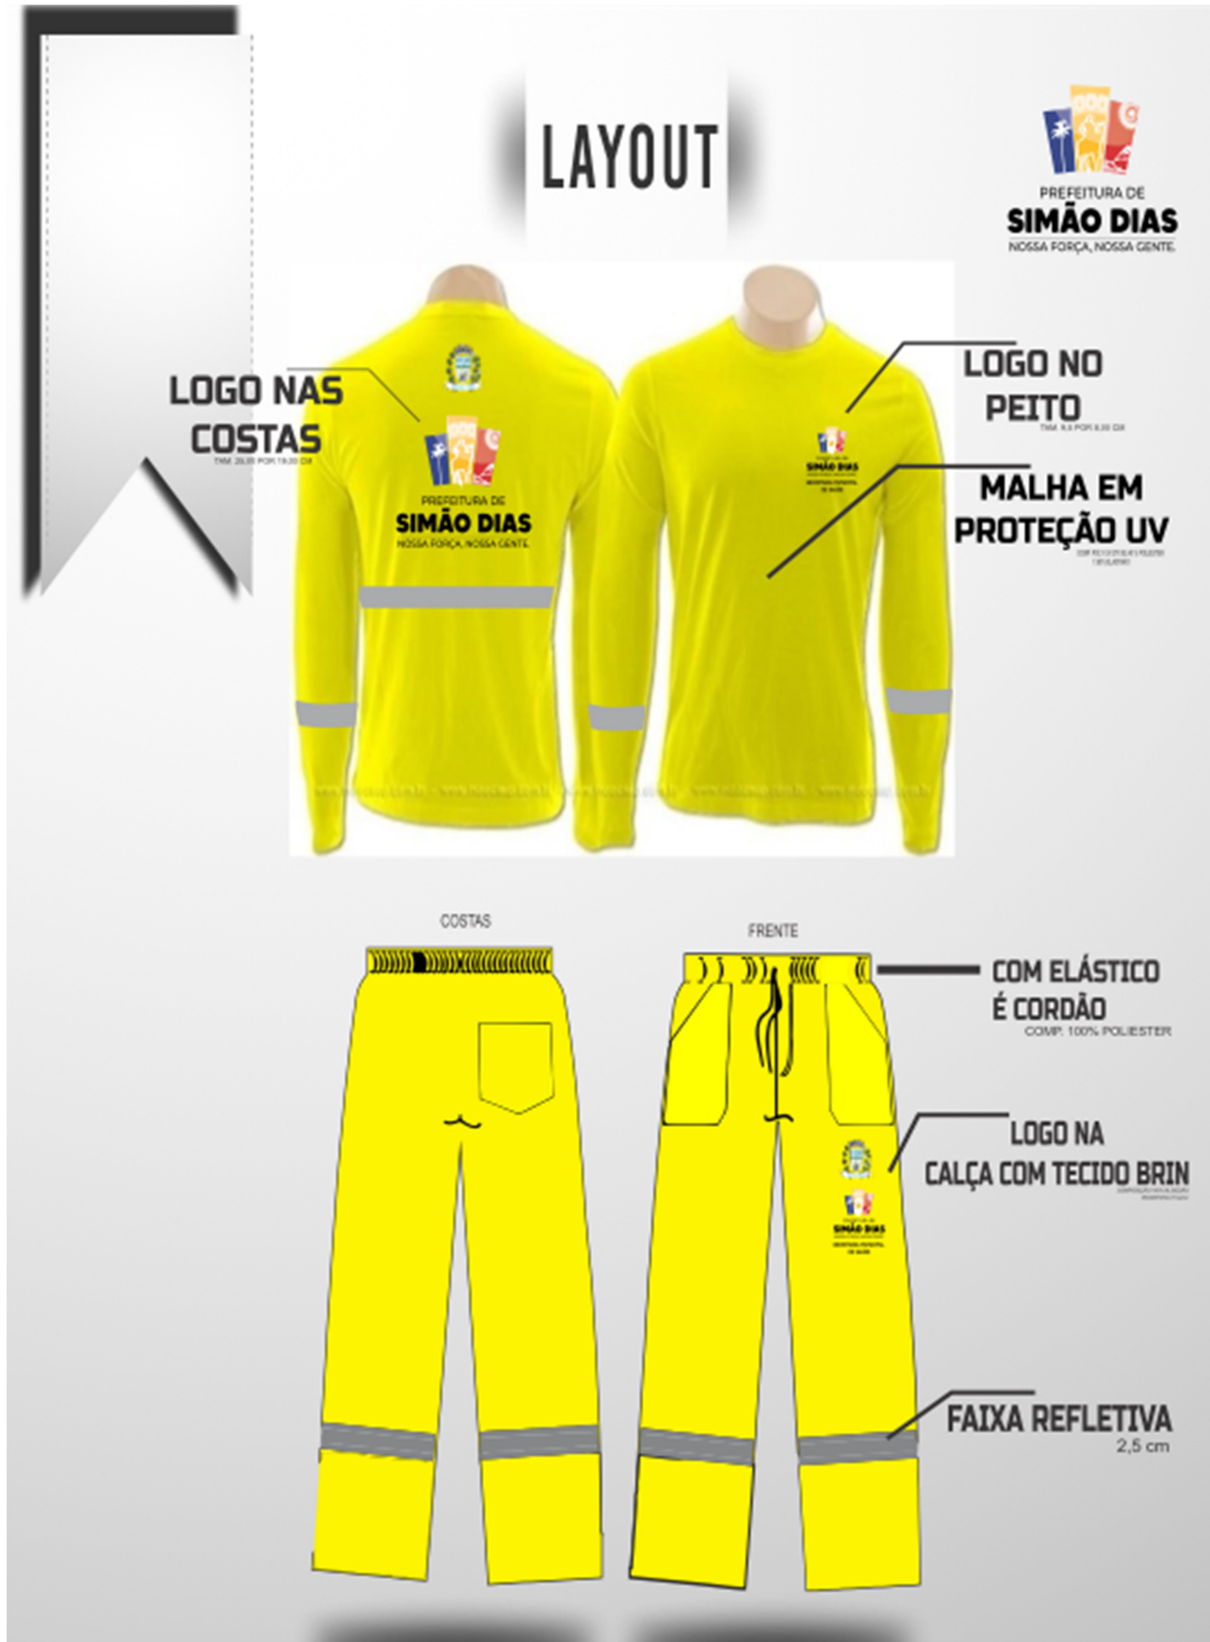 LAYOUT
PREFEITURA DE
SIMÃO DIAS
NOSSA FORÇA, NOSSA GENTE.
LOGO NAS
COSTAS
LOGO NO
PEITO
MALHA EM
PROTEÇÃO UV
PREFEITURA DE
SIMÃO DIAS
NOSSA FORÇA, NOSSA GENTE.
SIMÃO DIAS
COSTAS
FRENTE
COM ELÁSTICO
É CORDÃO
COMP. 100% POLIESTER
LOGO NA
CALÇA COM TECIDO BRIN
SIMÃO DIAS
FAIXA REFLETIVA
2,5 cm